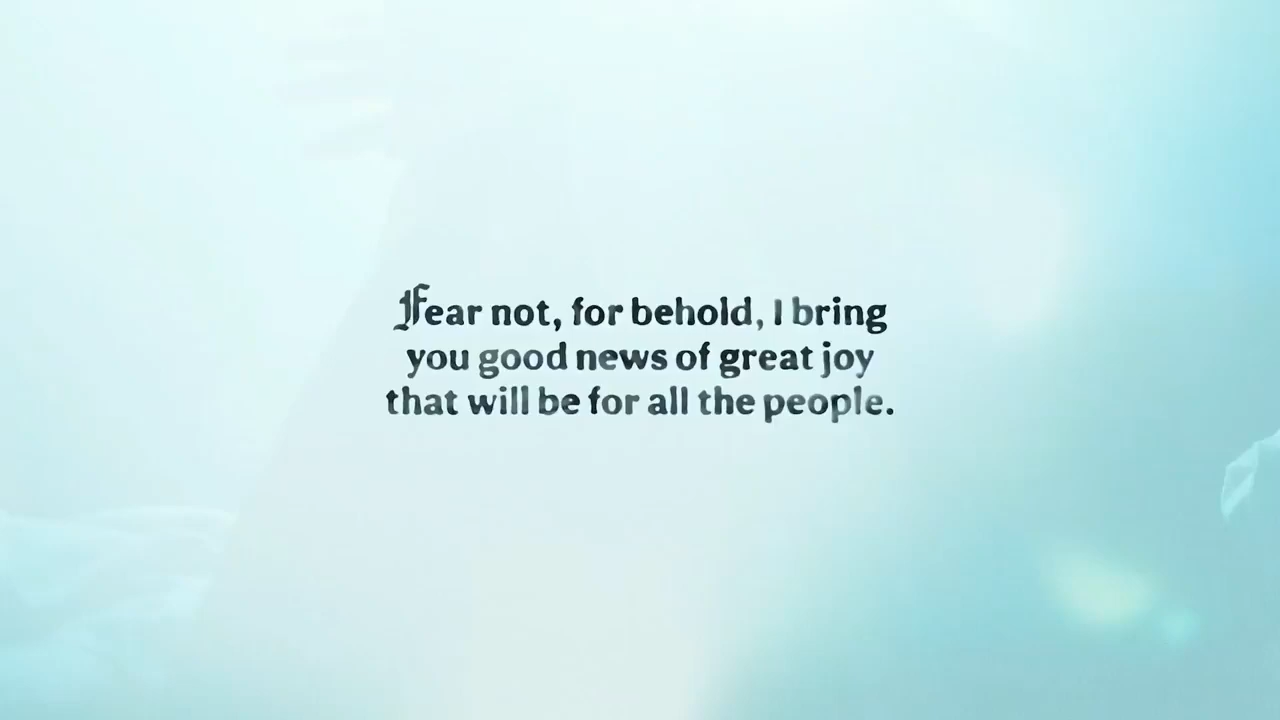 Fear not, for behold, I bring
you good news of great joy
that will be for all the people.